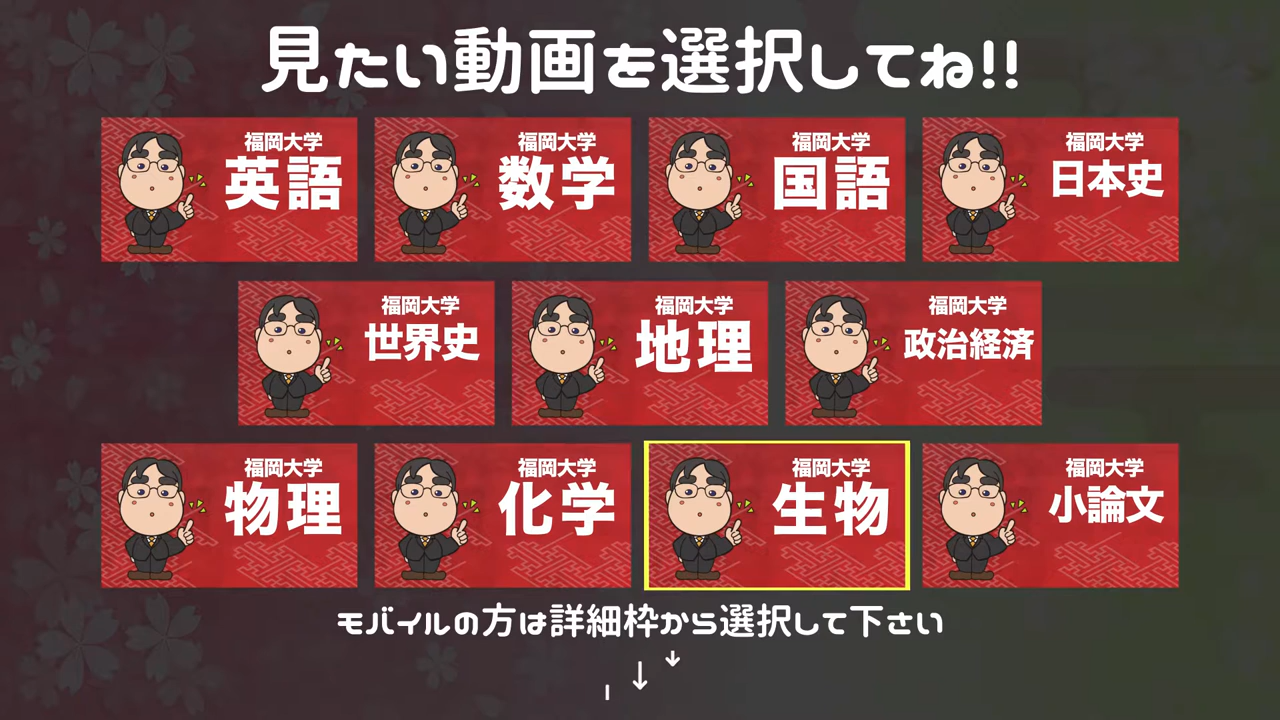 見たい動画を選択してね!!
福岡大学
英語
福岡大学
数学
福岡大学
国語
福岡大学
日本史
福岡大学
世界史
福岡大学
地理
福岡大学
政治経済
福岡大学
物理
福岡大学
化学
福岡大学
生物
福岡大学
小論文
モバイルの方は詳細枠から選択して下さい